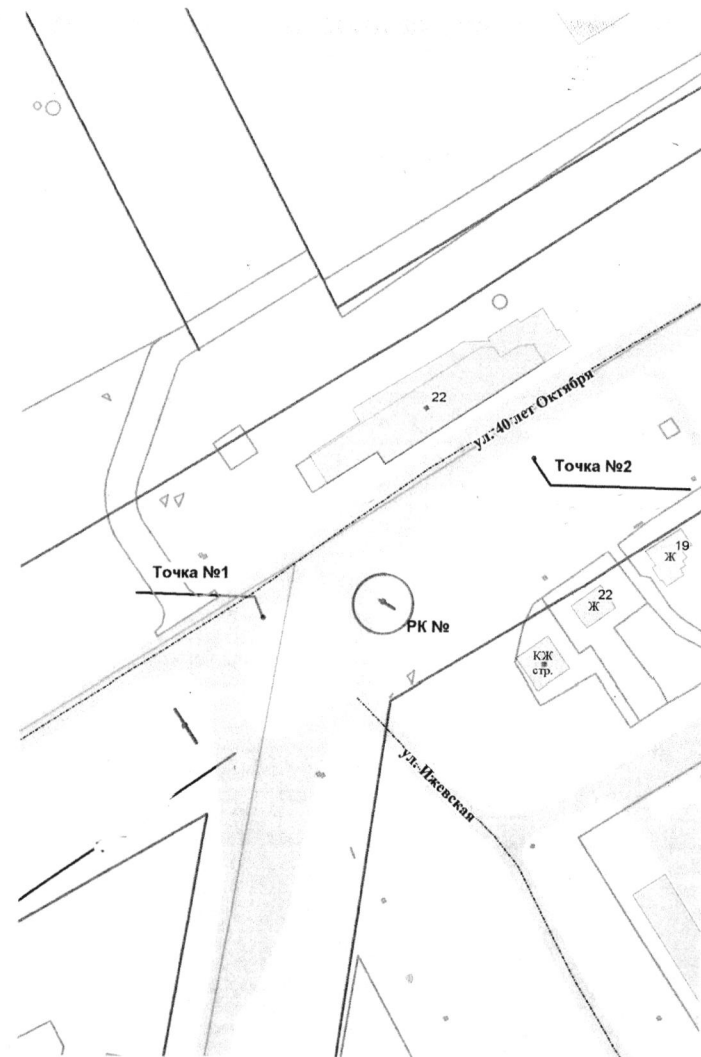 22
ул. 40 лет Октября
Точка №2
19
Ж
Точка №1
22
Ж
РК №
КЖ
стр.
ул. Ижевская